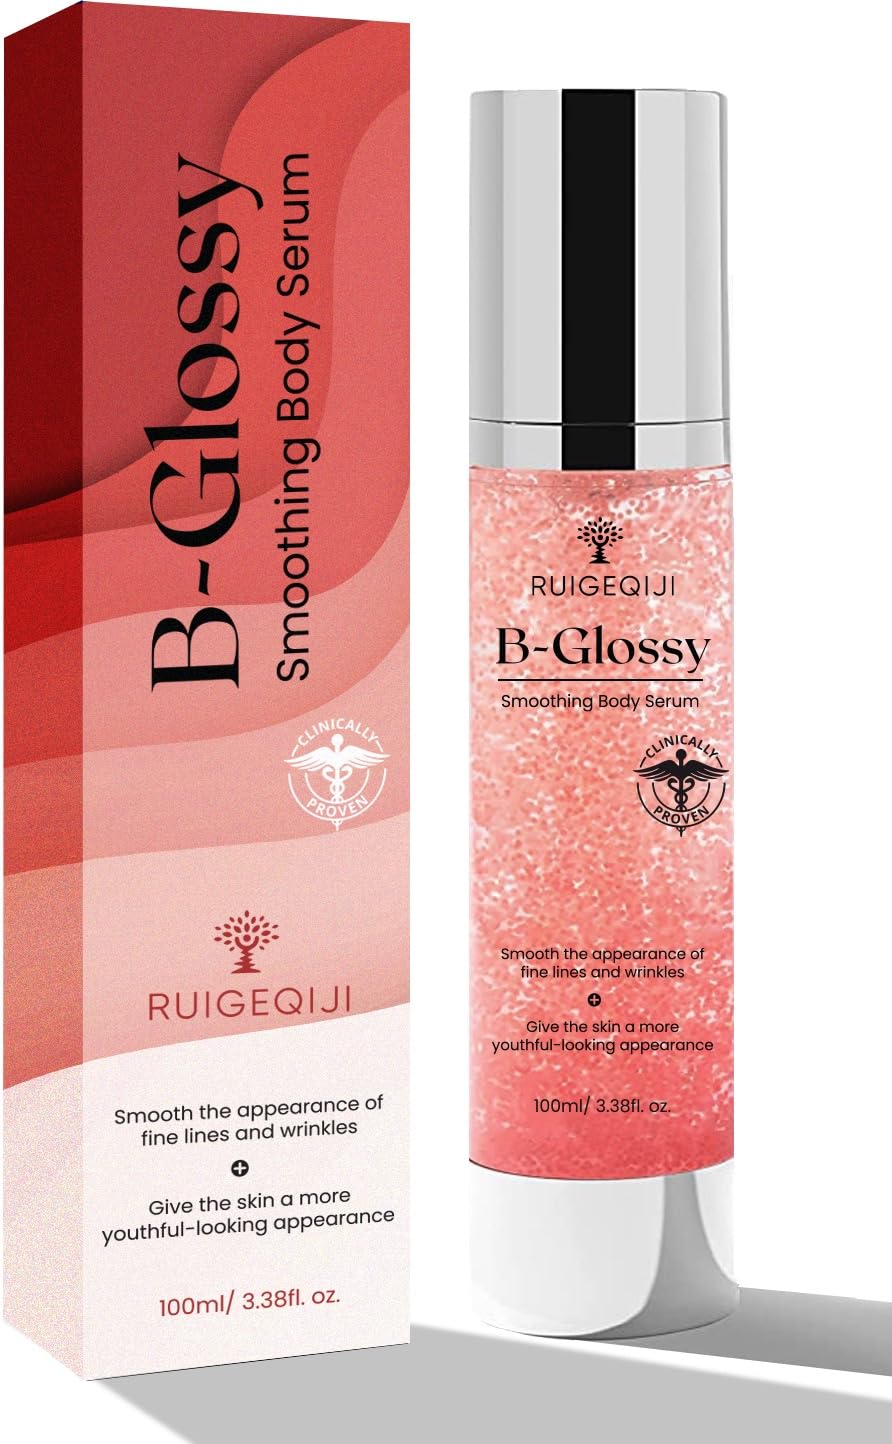 B-Glossy
Smoothing Body Serum
CLINICALLY
PROVEN
RUIGEQIJI
Smooth the appearance of
fine lines and wrinkles
+
Give the skin a more
youthful-looking appearance
100ml/ 3.38fl. oz.
RUIGEQIJI
B-Glossy
Smoothing Body Serum
CLINICALLY
PROVEN
Smooth the appearance of
fine lines and wrinkles
+
Give the skin a more
youthful-looking appearance
100ml/ 3.38fl. oz.